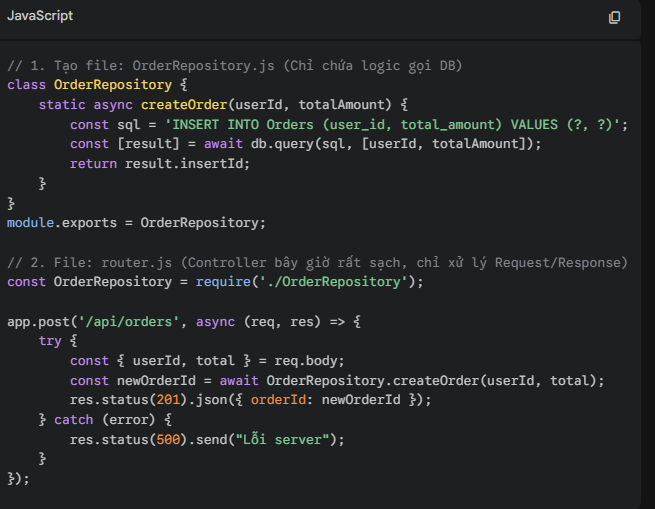 JavaScript
// 1. Tạo file: OrderRepository.js (Chỉ chứa logic gọi DB)
class OrderRepository {
    static async createOrder(userId, totalAmount) {
        const sql = 'INSERT INTO Orders (user_id, total_amount) VALUES (?, ?)';
        const [result] = await db.query(sql, [userId, totalAmount]);
        return result.insertId;
    }
}
module.exports = OrderRepository;

// 2. File: router.js (Controller bây giờ rất sạch, chỉ xử lý Request/Response)
const OrderRepository = require('./OrderRepository');

app.post('/api/orders', async (req, res) => {
    try {
        const { userId, total } = req.body;
        const newOrderId = await OrderRepository.createOrder(userId, total);
        res.status(201).json({ orderId: newOrderId });
    } catch (error) {
        res.status(500).send("Lỗi server");
    }
});